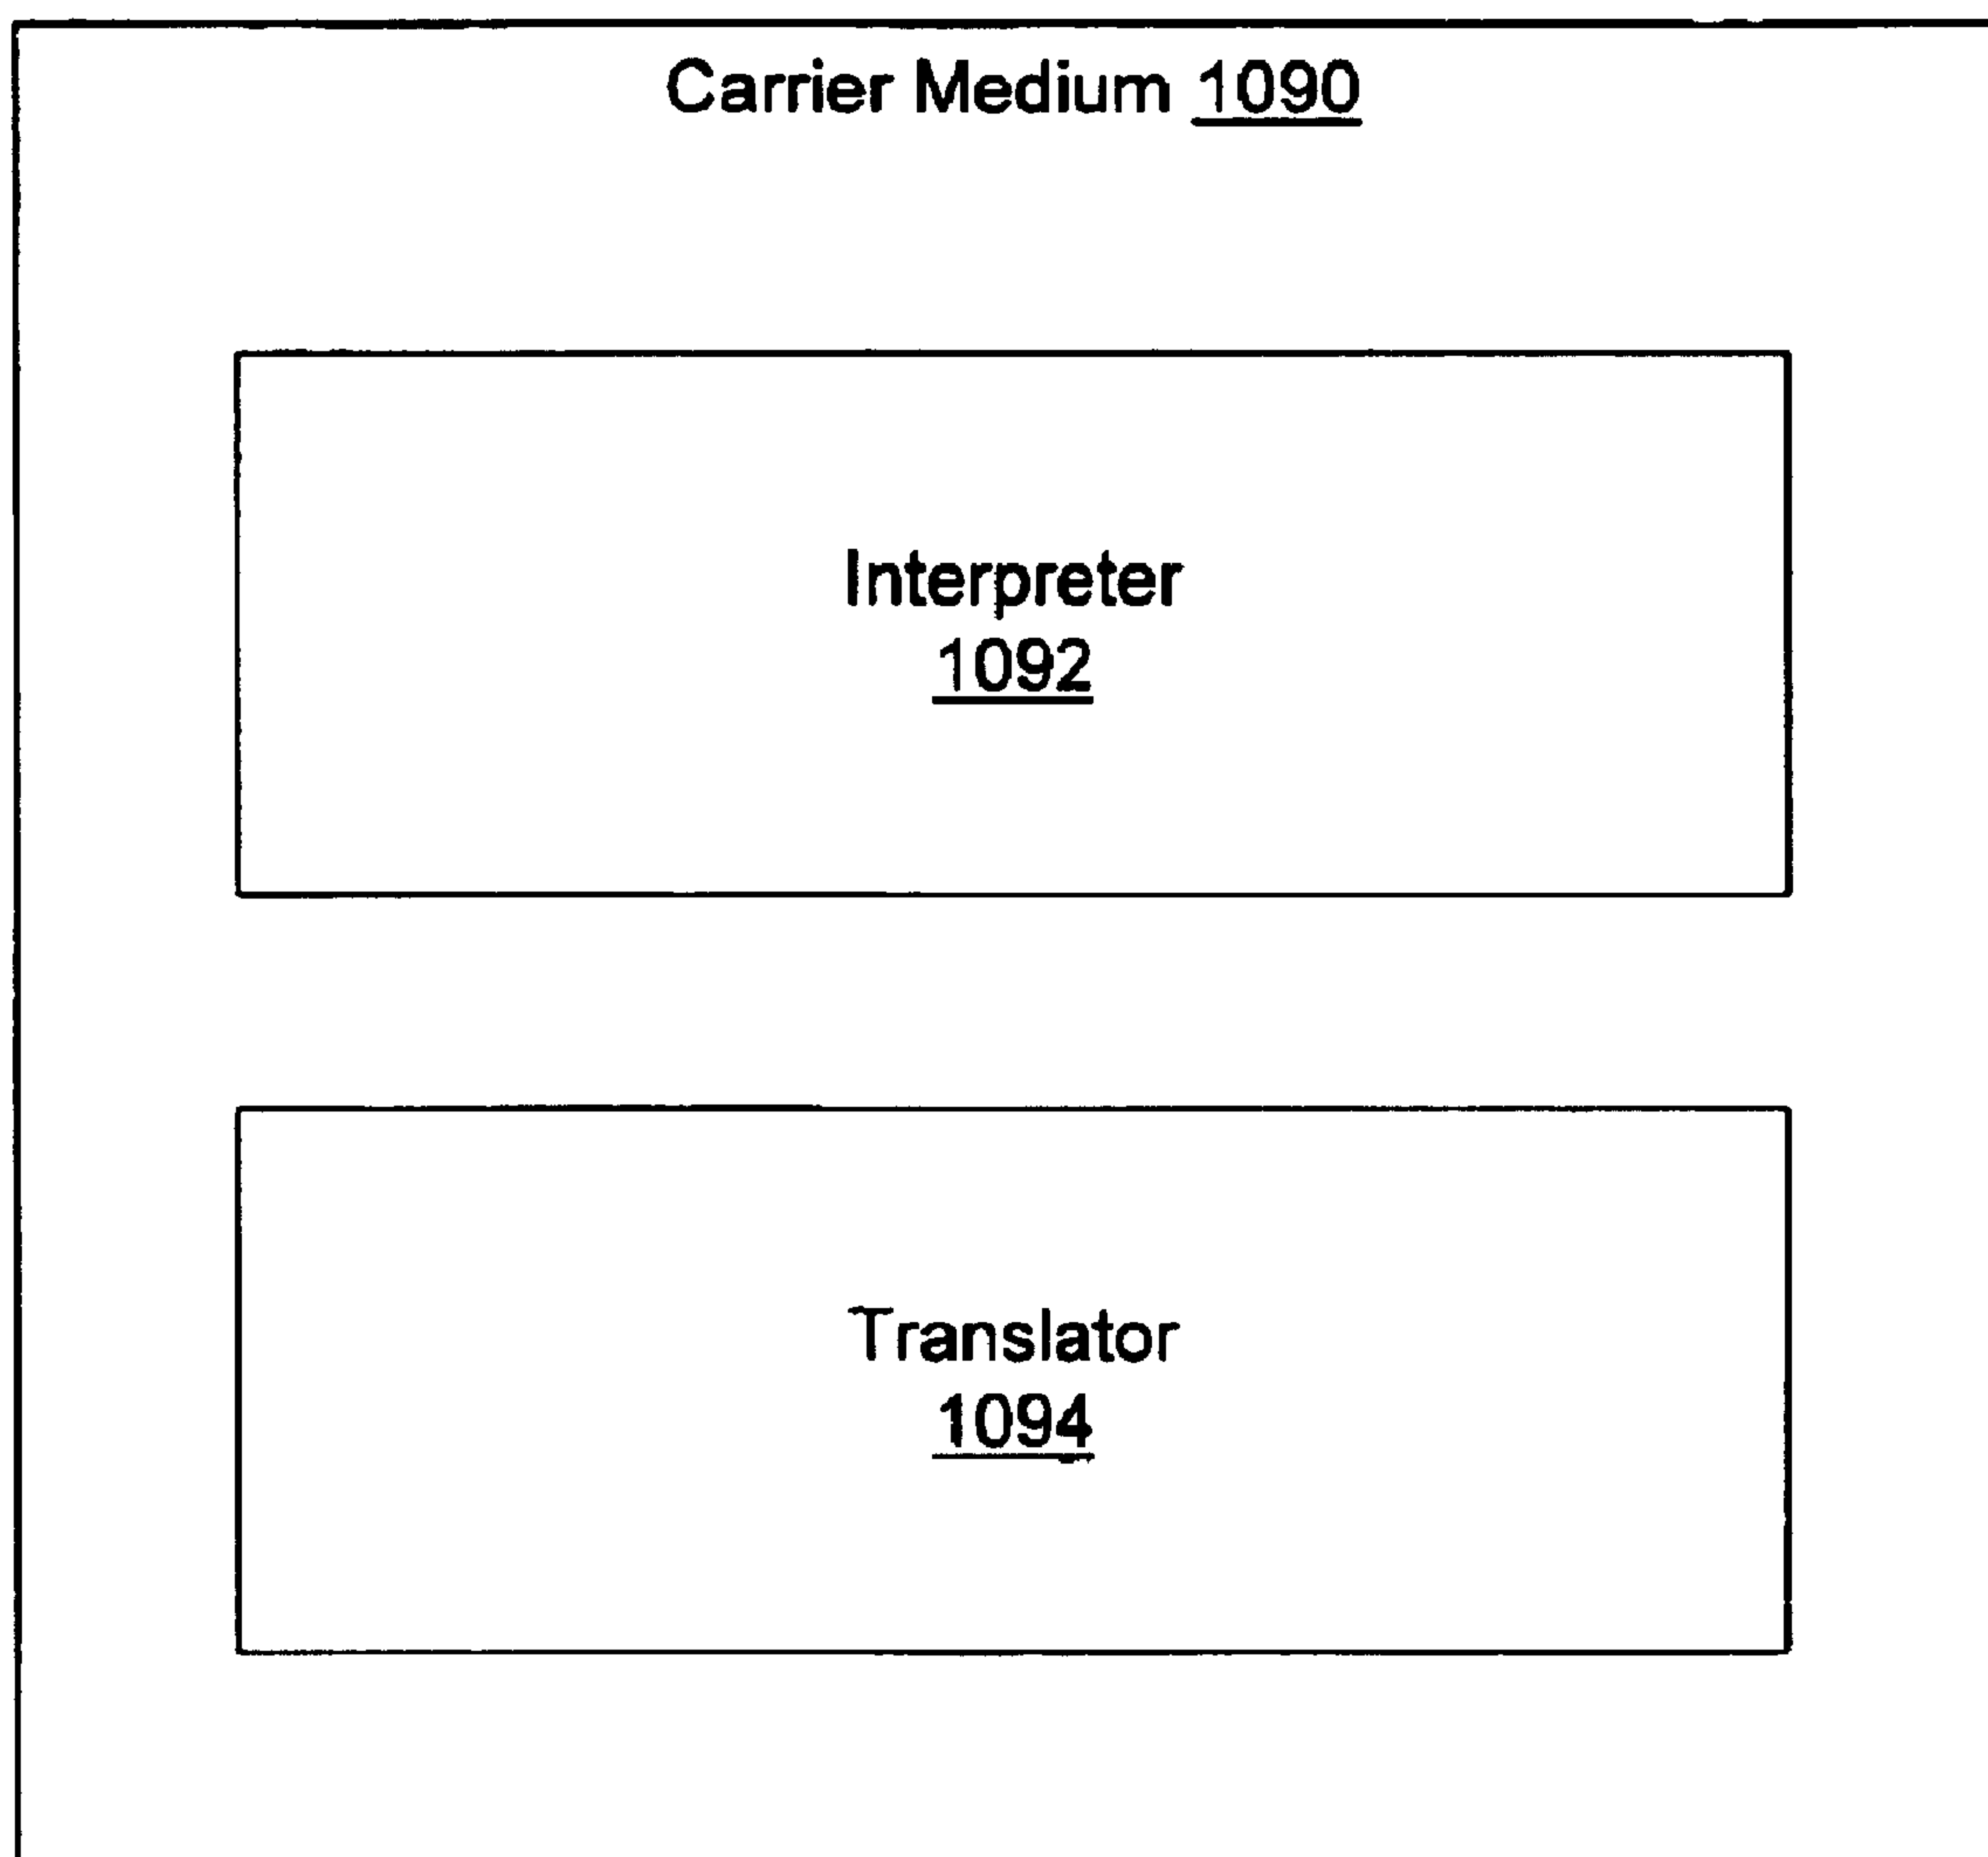 Carrier Medium 1090
Interpreter
1092
Translator
1094